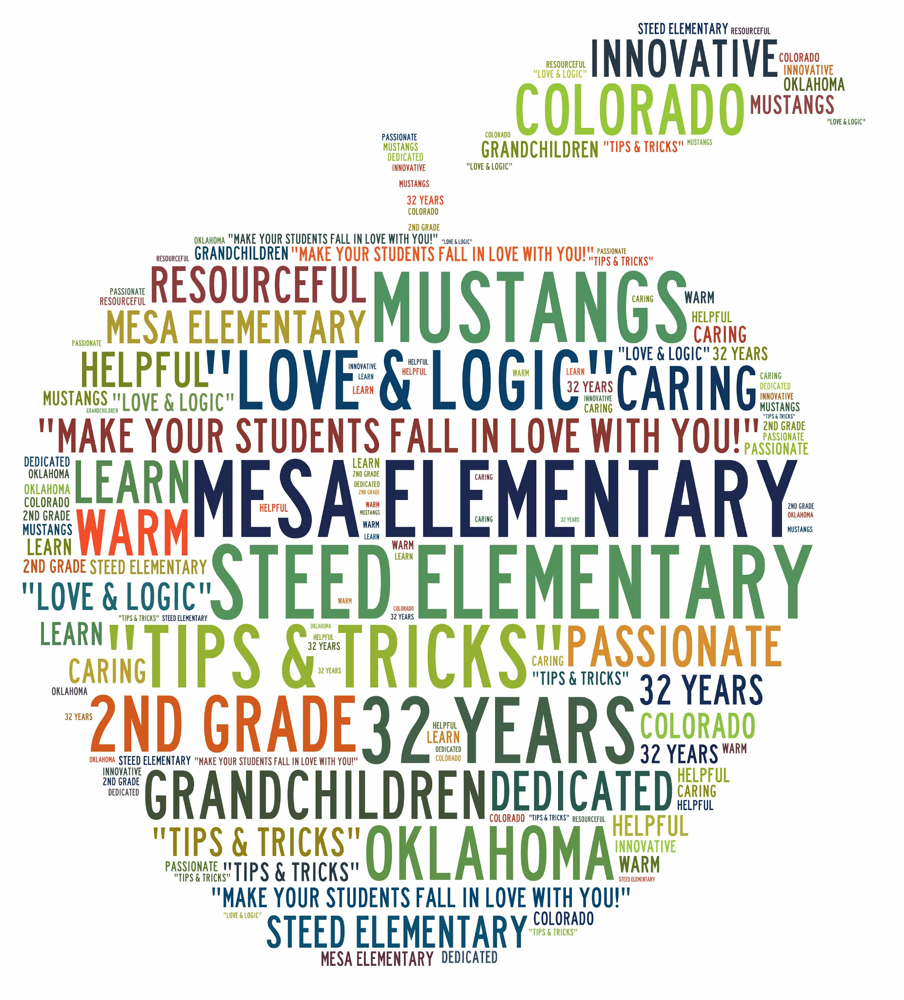 STEED ELEMENTARY RESOURCEFUL
INNOVATIVE COLORADO
RESOURCEFUL INNOVATIVE
"LOVE & LOGIC" OKLAHOMA
COLORADO MUSTANGS
"LOVE & LOGIC"
COLORADO
GRANDCHILDREN "TIPS & TRICKS" MUSTANGS
"LOVE & LOGIC"
PASSIONATE
MUSTANGS
DEDICATED
INNOVATIVE
MUSTANGS
32 YEARS
COLORADO
2ND GRADE
OKLAHOMA "MAKE YOUR STUDENTS FALL IN LOVE WITH YOU!" "LOVE & LOGIC"
RESOURCEFUL GRANDCHILDREN "MAKE YOUR STUDENTS FALL IN LOVE WITH YOU!" PASSIONATE
"TIPS & TRICKS"
PASSIONATE RESOURCEFUL MUSTANGS CARING WARM
RESOURCEFUL
MESA ELEMENTARY HELPFUL
PASSIONATE CARING
HELPFUL "LOVE & LOGIC" "LOVE & LOGIC" 32 YEARS
INNOVATIVE HELPFUL WARM LEARN CARING CARING
LEARN HELPFUL 32 YEARS DEDICATED
LEARN INNOVATIVE INNOVATIVE
MUSTANGS "LOVE & LOGIC" CARING MUSTANGS
GRANDCHILDREN "TIPS & TRICKS"
"MAKE YOUR STUDENTS FALL IN LOVE WITH YOU!" 2ND GRADE
PASSIONATE
PASSIONATE
DEDICATED LEARN MESA ELEMENTARY LEARN
OKLAHOMA 2ND GRADE CARING
OKLAHOMA DEDICATED
COLORADO 2ND GRADE
2ND GRADE WARM HELPFUL WARM 2ND GRADE
MUSTANGS MUSTANGS CARING 32 YEARS OKLAHOMA
WARM MUSTANGS
LEARN LEARN
WARM
LEARN
2ND GRADE STEED ELEMENTARY STEED ELEMENTARY
"LOVE & LOGIC" WARM COLORADO
32 YEARS
"TIPS & TRICKS" STEED ELEMENTARY
LEARN "TIPS & TRICKS" PASSIONATE
OKLAHOMA
HELPFUL
32 YEARS
CARING 32 YEARS CARING
"TIPS & TRICKS" 32 YEARS
OKLAHOMA
32 YEARS 2ND GRADE 32 YEARS COLORADO
HELPFUL
LEARN
DEDICATED
COLORADO 32 YEARS WARM
OKLAHOMA STEED ELEMENTARY "MAKE YOUR STUDENTS FALL IN LOVE WITH YOU!"
INNOVATIVE GRANDCHILDREN DEDICATED HELPFUL
2ND GRADE CARING
DEDICATED HELPFUL
COLORADO "TIPS & TRICKS" RESOURCEFUL HELPFUL
"TIPS & TRICKS" OKLAHOMA INNOVATIVE
PASSIONATE "TIPS & TRICKS" WARM
"TIPS & TRICKS" STEED ELEMENTARY
"MAKE YOUR STUDENTS FALL IN LOVE WITH YOU!"
"LOVE & LOGIC" STEED ELEMENTARY COLORADO
"TIPS & TRICKS"
MESA ELEMENTARY DEDICATED